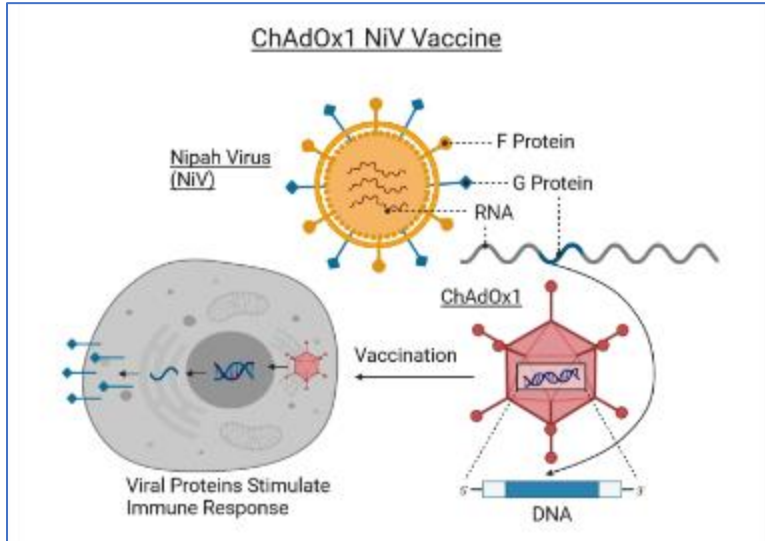 ChAdOx1 NiV Vaccine
Nipah Virus
(NiV)
F Protein
G Protein
RNA
ChAdOx1
Vaccination
Viral Proteins Stimulate
Immune Response
5' 3'
DNA